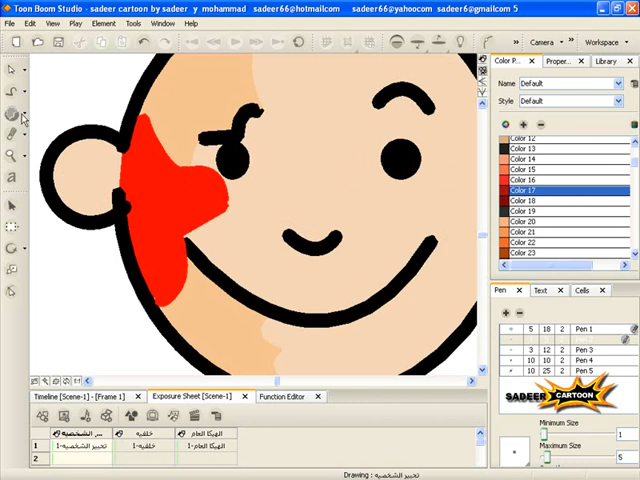 Toon Boom Studio - sadeer cartoon by sadeer y mohammad sadeer66@hotmail.com sadeer66@yahoocom sadeer6@gmailcom 5
File Edit View Play Element Tools Window Help
Camera Workspace
Color P... Proper... Library
Name Default
Style Default
Color 12
Color 13
Color 14
Color 15
Color 16
Color 17
Color 18
Color 19
Color 20
Color 21
Color 22
Color 23
Pen Text Cells
5 18 2 Pen 1
3 12 2 Pen 3
10 10 2 Pen 4
10 25 2 Pen 5
SADEER CARTOON
Minimum Size
1
Maximum Size
5
Timeline [Scene-1] - [Frame 1] Exposure Sheet [Scene-1] Function Editor
... الشخصيه خلفيه الهيكا العام
1 تحبير الشخصيه-1 خلفيه-1 الهيكا العام-1
2
Drawing : تحبير الشخصيه